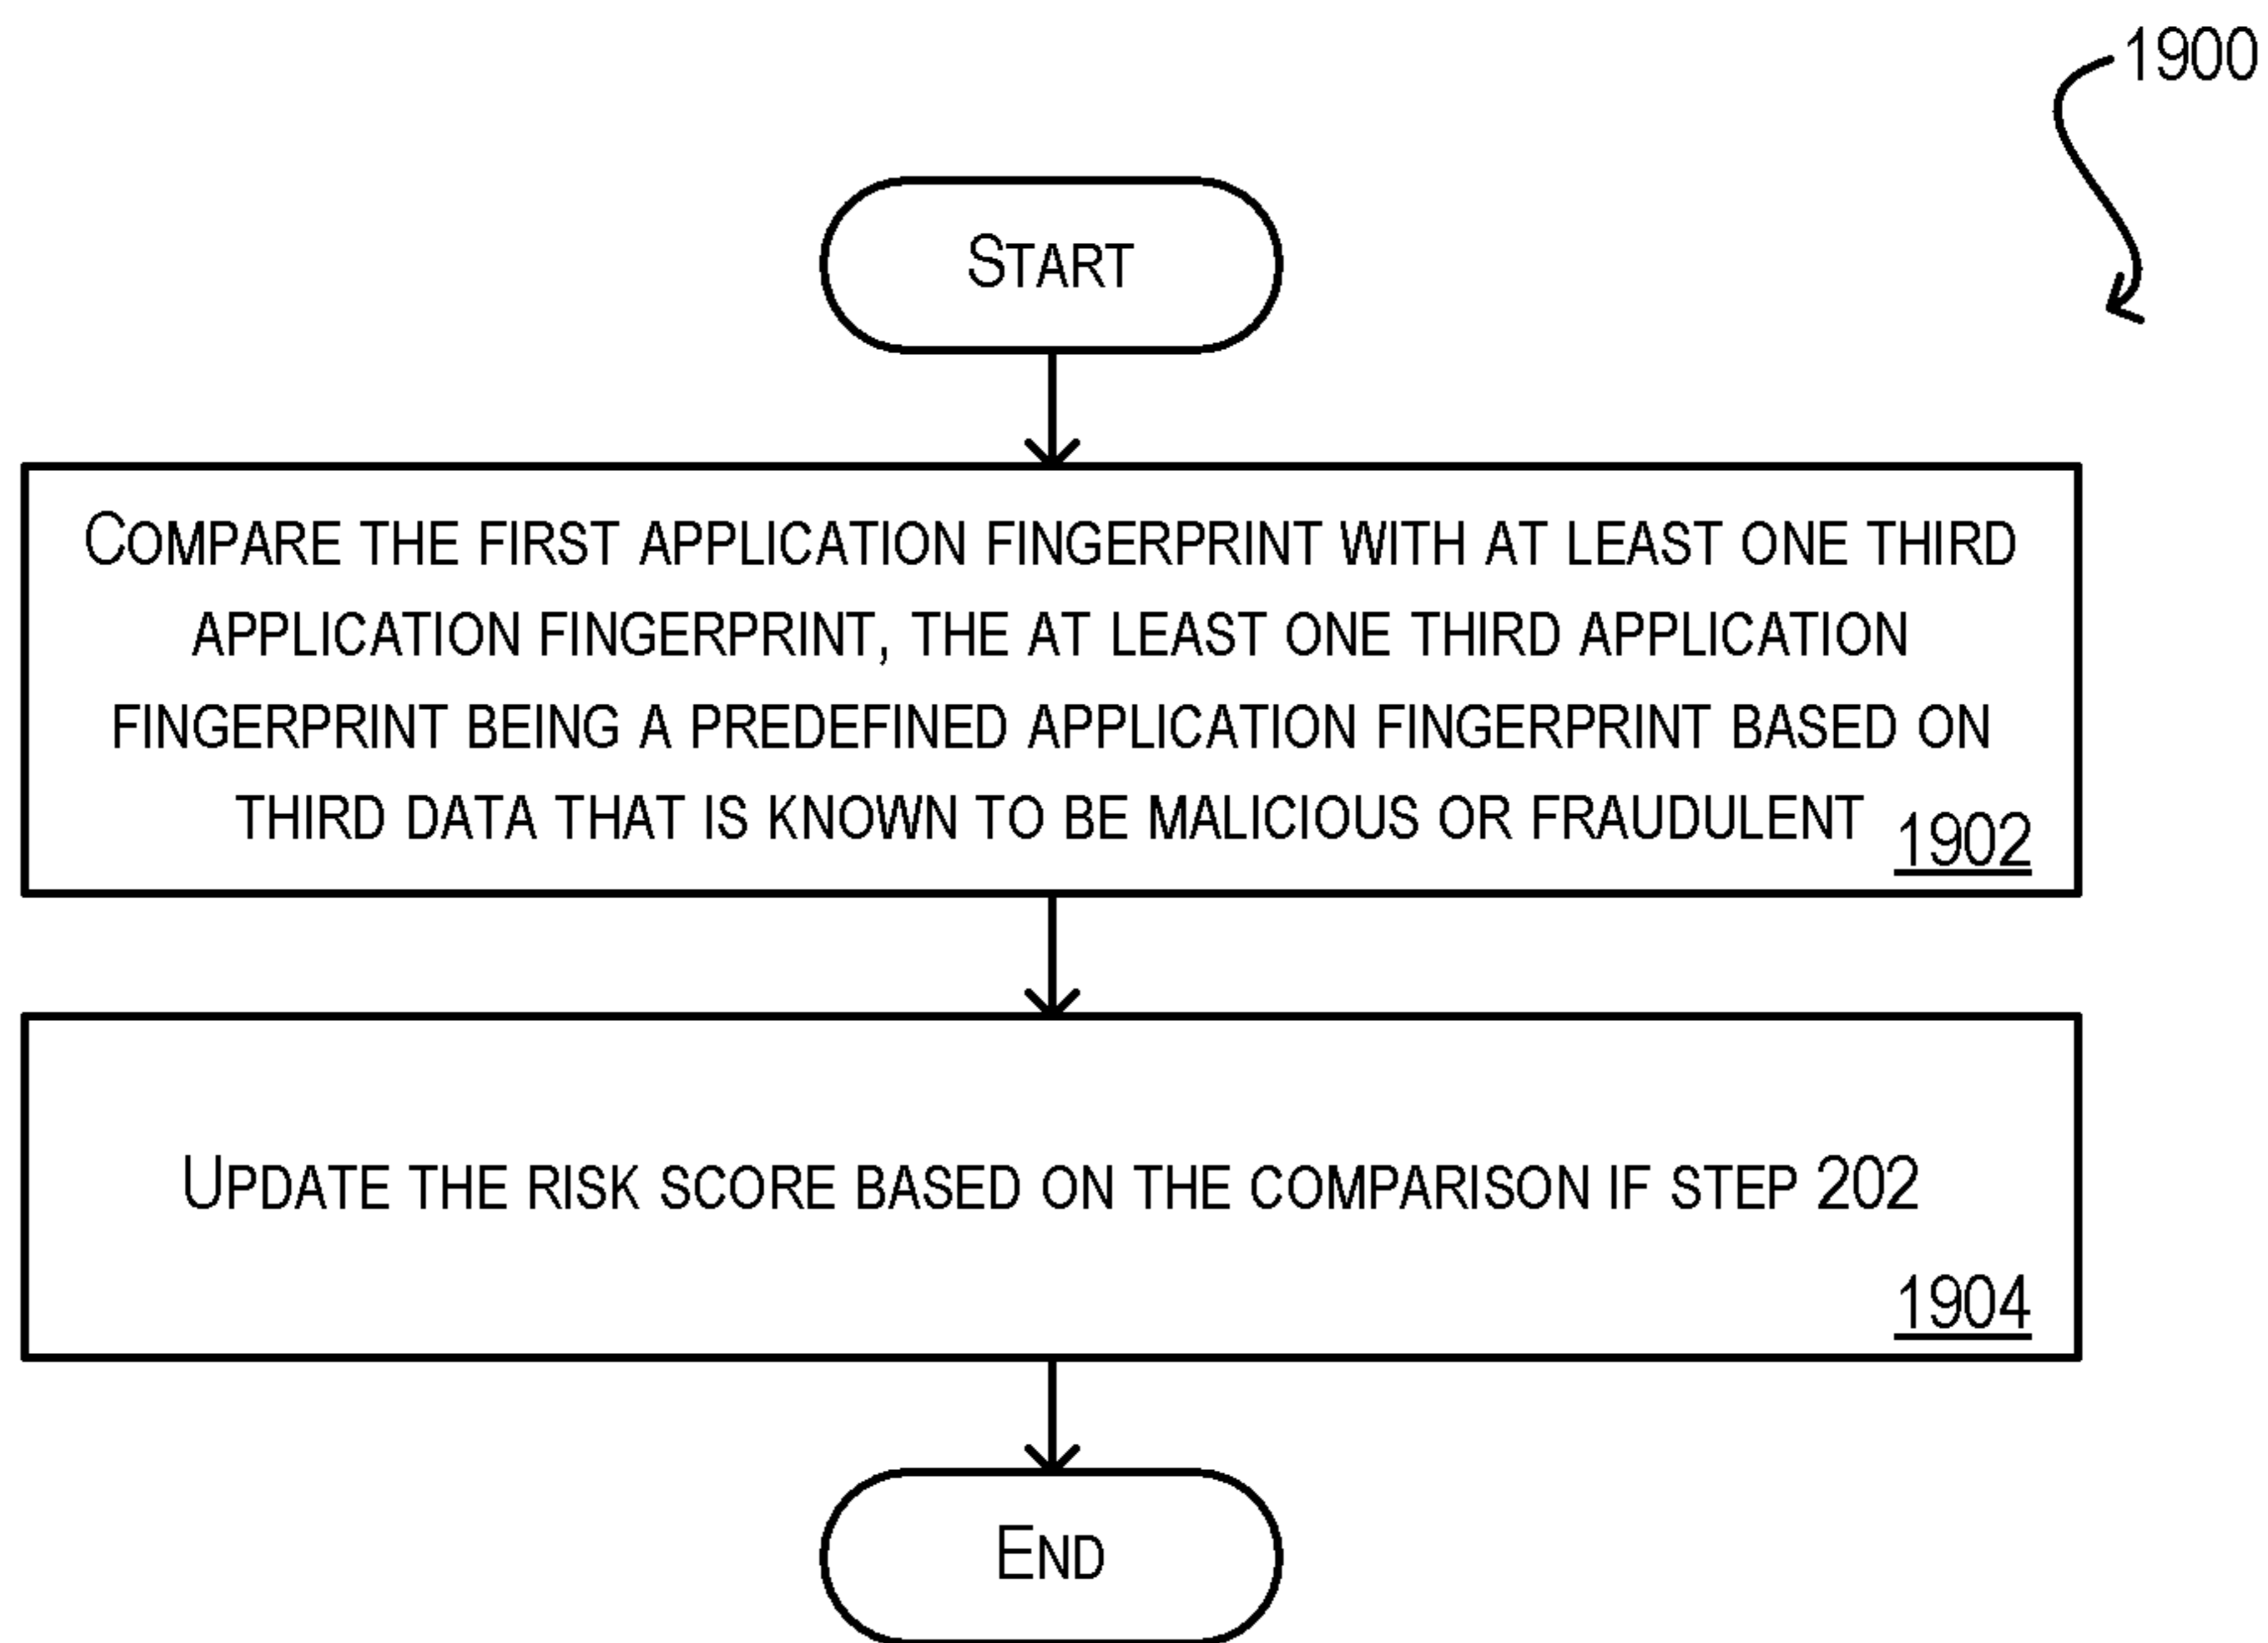 1900
START
COMPARE THE FIRST APPLICATION FINGERPRINT WITH AT LEAST ONE THIRD
APPLICATION FINGERPRINT, THE AT LEAST ONE THIRD APPLICATION
FINGERPRINT BEING A PREDEFINED APPLICATION FINGERPRINT BASED ON
THIRD DATA THAT IS KNOWN TO BE MALICIOUS OR FRAUDULENT
1902
UPDATE THE RISK SCORE BASED ON THE COMPARISON IF STEP 202
1904
END